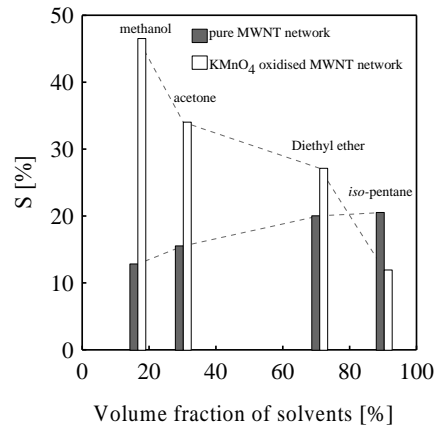 50
methanol
pure MWNT network
KMnO4 oxidised MWNT network
40
acetone
30
Diethyl ether
iso-pentane
20
10
0
S [%]
0 20 40 60 80 100
Volume fraction of solvents [%]